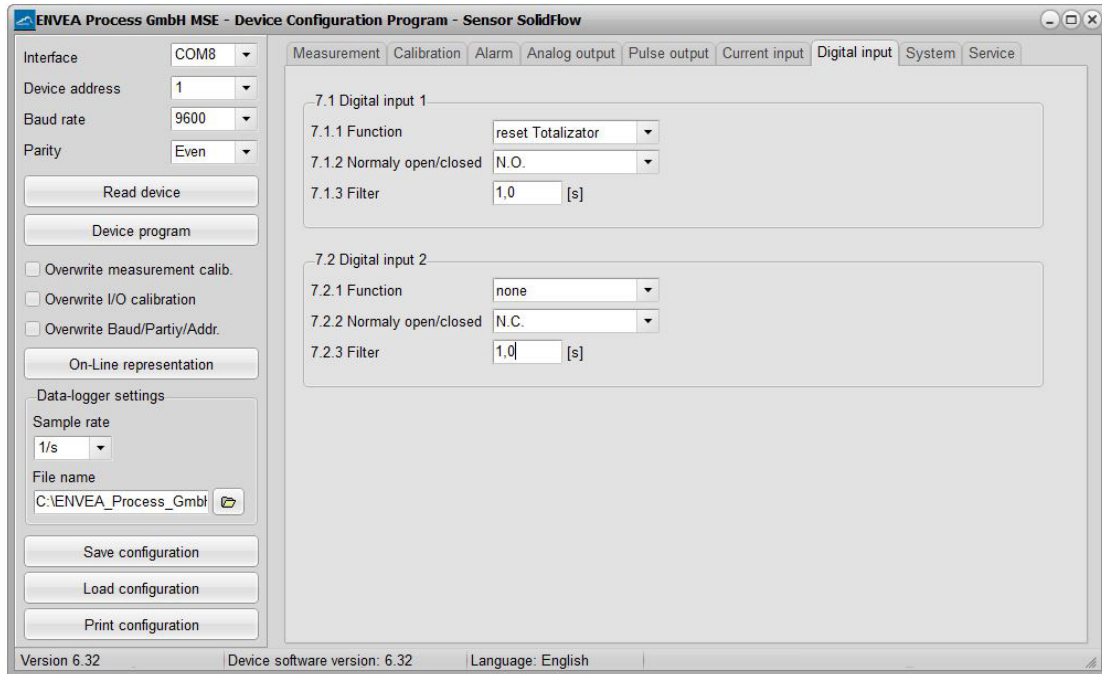 ENVEA Process GmbH MSE - Device Configuration Program - Sensor SolidFlow
Interface COM8
Device address 1
Baud rate 9600
Parity Even
Read device
Device program
Overwrite measurement calib.
Overwrite I/O calibration
Overwrite Baud/Partiy/Addr.
On-Line representation
Data-logger settings
Sample rate
1/s
File name
C:\ENVEA_Process_Gmb
Save configuration
Load configuration
Print configuration
Measurement Calibration Alarm Analog output Pulse output Current input Digital input System Service
7.1 Digital input 1
7.1.1 Function reset Totalizator
7.1.2 Normaly open/closed N.O.
7.1.3 Filter 1,0 [s]
7.2 Digital input 2
7.2.1 Function none
7.2.2 Normaly open/closed N.C.
7.2.3 Filter 1,0 [s]
Version 6.32 Device software version: 6.32 Language: English